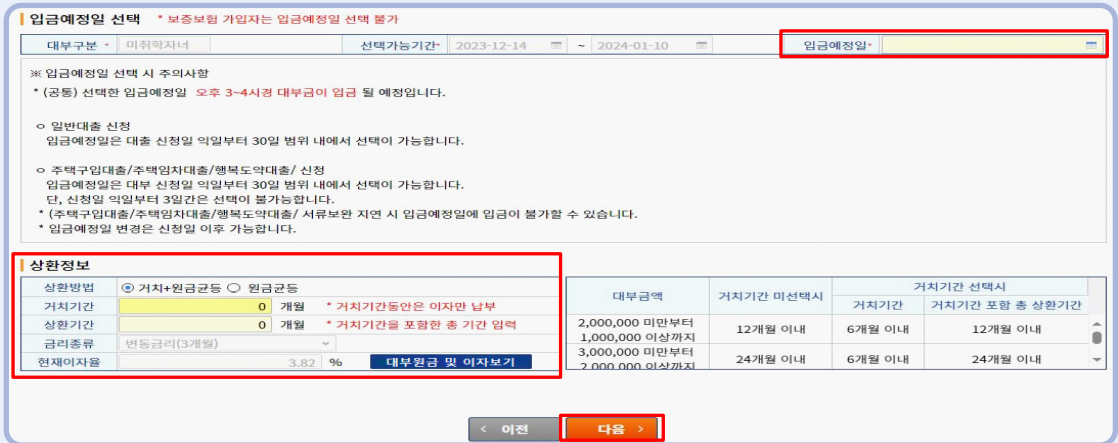 입금예정일 선택 * 보증보험 가입자는 입금예정일 선택 불가
대부구분 * 미취학자녀 선택가능기간* 2023-12-14 ~ 2024-01-10 입금예정일*
※ 입금예정일 선택 시 주의사항
* (공통) 선택한 입금예정일 오후 3~4시경 대부금이 입금 될 예정입니다.
ㅇ 일반대출 신청
입금예정일은 대출 신청일 익일부터 30일 범위 내에서 선택이 가능합니다.
ㅇ 주택구입대출/주택임차대출/행복도약대출/ 신청
입금예정일은 대부 신청일 익일부터 30일 범위 내에서 선택이 가능합니다.
단, 신청일 익일부터 3일간은 선택이 불가능합니다.
* (주택구입대출/주택임차대출/행복도약대출/ 서류보완 지연 시 입금예정일에 입금이 불가할 수 있습니다.
* 입금예정일 변경은 신청일 이후 가능합니다.
상환정보
상환방법 거치+원금균등 원금균등
거치기간 0 개월 * 거치기간동안은 이자만 납부
상환기간 0 개월 * 거치기간을 포함한 총 기간 입력
금리종류 변동금리(3개월)
현재이자율 3.82 % 대부원금 및 이자보기
대부금액 거치기간 미선택시 거치기간 선택시
거치기간 거치기간 포함 총 상환기간
2,000,000 미만부터
1,000,000 이상까지 12개월 이내 6개월 이내 12개월 이내
3,000,000 미만부터
2,000,000 이상까지 24개월 이내 6개월 이내 24개월 이내
< 이전 다음 >